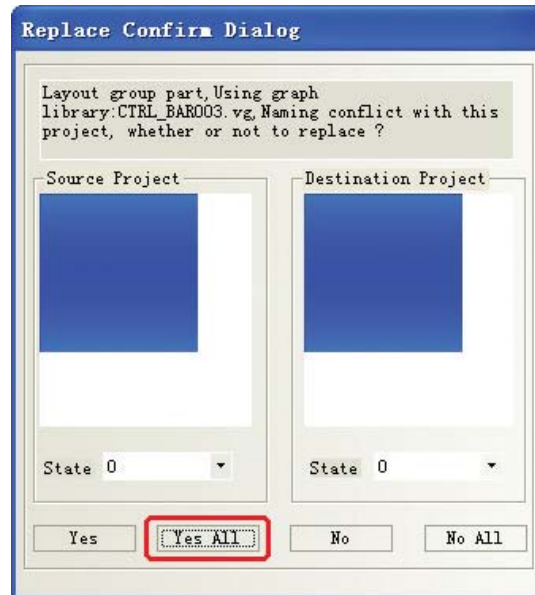 Replace Confirm Dialog
Layout group part,Using graph
library:CTRL_BAR003.vg,Naming conflict with this
project, whether or not to replace ?
Source Project
Destination Project
State 0
State 0
Yes
Yes All
No
No All